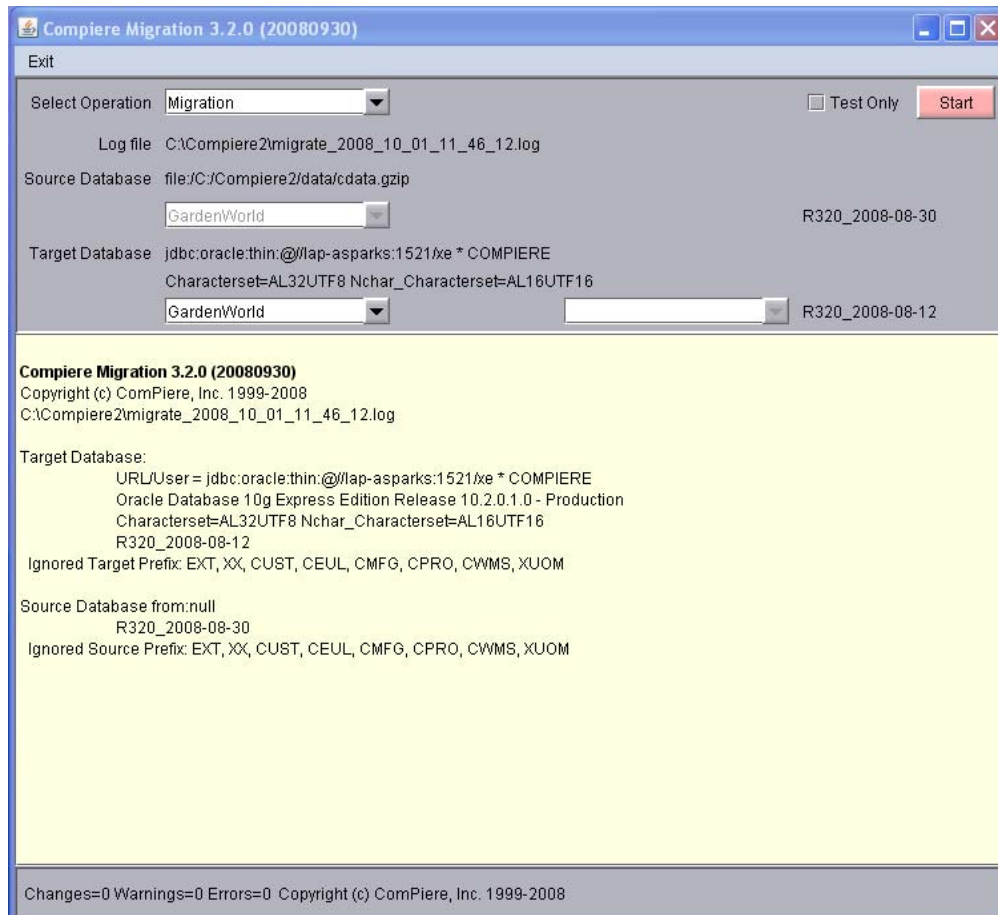 Compiere Migration 3.2.0 (20080930)
Exit
Select Operation Migration Test Only Start
Log file C:\Compiere2\migrate_2008_10_01_11_46_12.log
Source Database file:/C:/Compiere2/data/cdata.gzip
GardenWorld R320_2008-08-30
Target Database jdbc:oracle:thin:@//lap-asparks:1521/xe * COMPIERE
Characterset=AL32UTF8 Nchar_Characterset=AL16UTF16
GardenWorld R320_2008-08-12
Compiere Migration 3.2.0 (20080930)
Copyright (c) ComPiere, Inc. 1999-2008
C:\Compiere2\migrate_2008_10_01_11_46_12.log
Target Database:
URL/User = jdbc:oracle:thin:@//lap-asparks:1521/xe * COMPIERE
Oracle Database 10g Express Edition Release 10.2.0.1.0 - Production
Characterset=AL32UTF8 Nchar_Characterset=AL16UTF16
R320_2008-08-12
Ignored Target Prefix: EXT, XX, CUST, CEUL, CMFG, CPRO, CWMS, XUOM
Source Database from:null
R320_2008-08-30
Ignored Source Prefix: EXT, XX, CUST, CEUL, CMFG, CPRO, CWMS, XUOM
Changes=0 Warnings=0 Errors=0 Copyright (c) ComPiere, Inc. 1999-2008